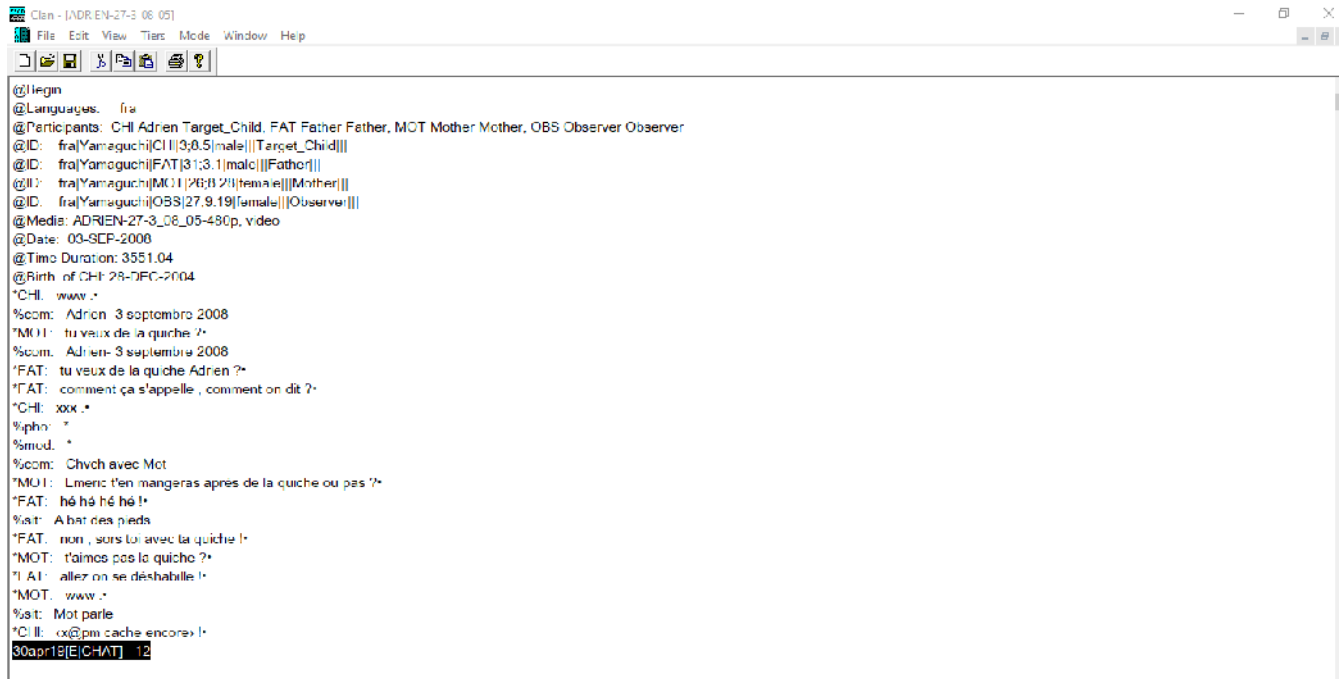 Clan - [ADRIEN-27-3_08_05]
File Edit View Tiers Mode Window Help
@Begin
@Languages: fra
@Participants: CHI Adrien Target_Child, FAT Father Father, MOT Mother Mother, OBS Observer Observer
@ID: fra|Yamaguchi|CHI|3;8.5|male|||Target_Child|||
@ID: fra|Yamaguchi|FAT|31;3.1|male|||Father|||
@ID: fra|Yamaguchi|MOT|26;8.28|female|||Mother|||
@ID: fra|Yamaguchi|OBS|27;9.19|female|||Observer|||
@Media: ADRIEN-27-3_08_05-480p, video
@Date: 03-SEP-2008
@Time Duration: 3551.04
@Birth of CHI: 28-DEC-2004
*CHI: www .•
%com: Adrien- 3 septembre 2008
*MOT: tu veux de la quiche ?•
%com: Adrien- 3 septembre 2008
*FAT: tu veux de la quiche Adrien ?•
*FAT: comment ça s'appelle , comment on dit ?•
*CHI: xxx .•
%pho: *
%mod: *
%com: Chvch avec Mot
*MOT: Emeric t'en mangeras après de la quiche ou pas ?•
*FAT: hé hé hé hé !•
%sit: A bat des pieds
*FAT: non , sors toi avec ta quiche !•
*MOT: t'aimes pas la quiche ?•
*FAT: allez on se déshabille !•
*MOT: www .•
%sit: Mot parle
*CHI: <x@pm cache encore> !•
30apr19[E|CHAT] 12